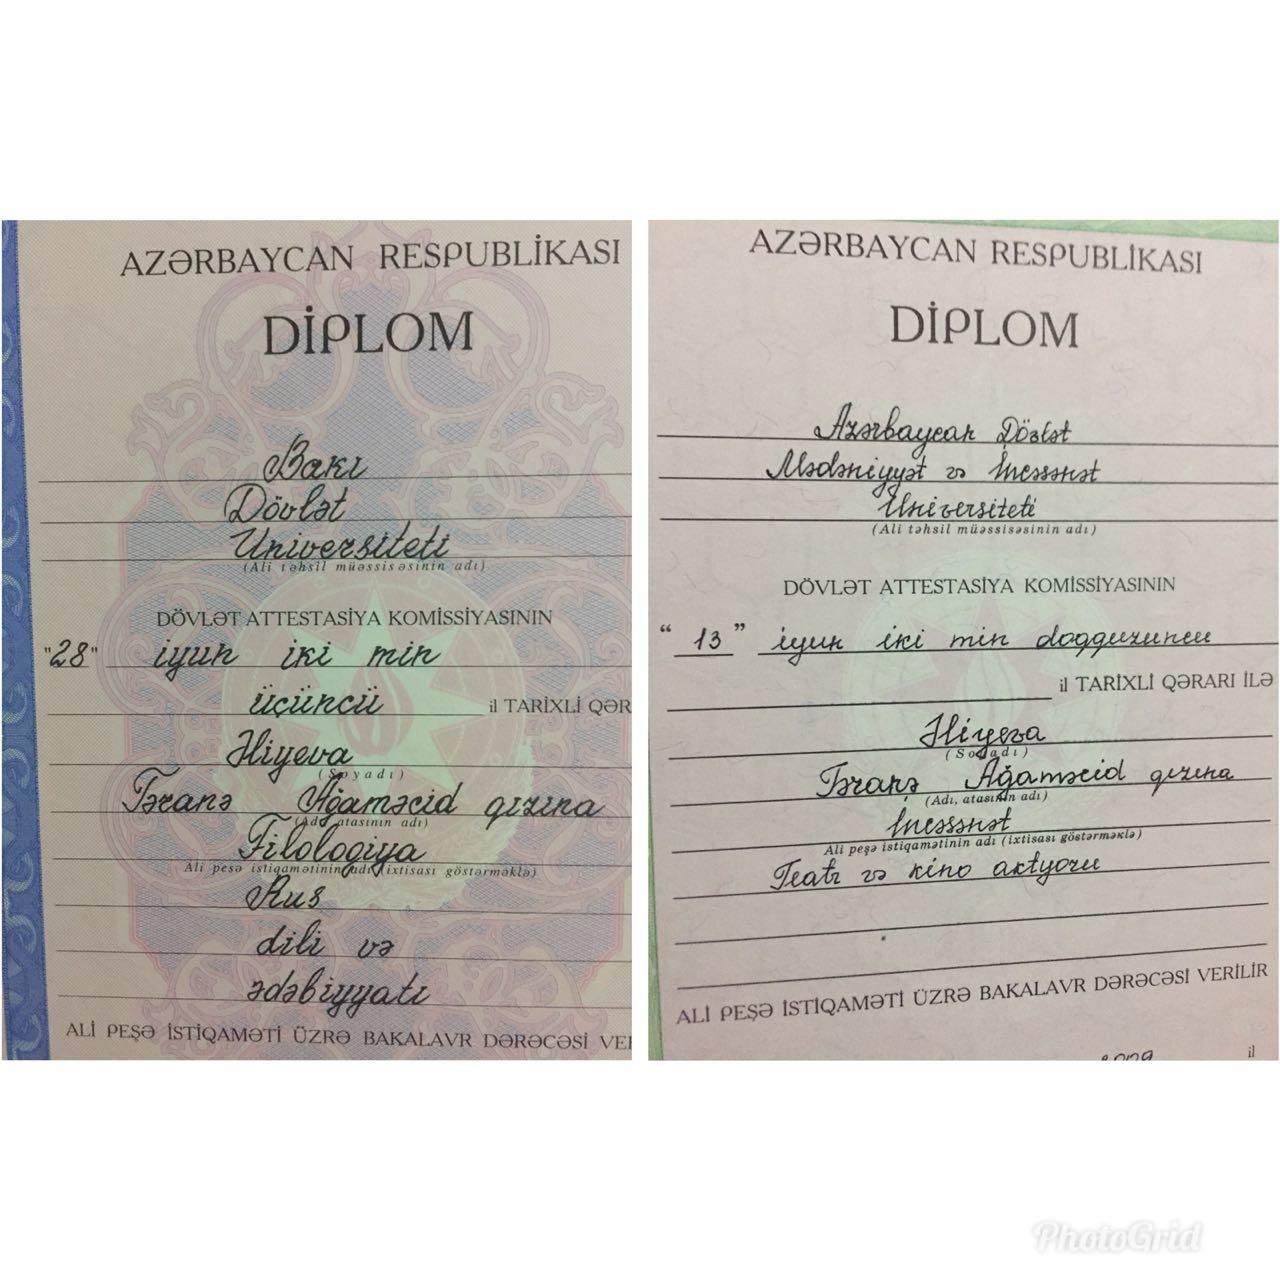 AZƏRBAYCAN RESPUBLİKASI
DİPLOM
Bakı
Dövlət
Universiteti
(Ali təhsil müəssisəsinin adı)
DÖVLƏT ATTESTASİYA KOMİSSİYASININ
"28" iyun iki min
üçüncü il TARİXLİ QƏR
Əliyeva
(Soyadı)
Təranə Ağaməcid qızına
(Adı, atasının adı)
Filologiya
Ali peşə istiqamətinin adı (ixtisası göstərməklə)
Rus
dili və
ədəbiyyatı
ALİ PEŞƏ İSTİQAMƏTİ ÜZRƏ BAKALAVR DƏRƏCƏSİ VE
AZƏRBAYCAN RESPUBLİKASI
DİPLOM
Azərbaycan Dövlət
Mədəniyyət və İncəsənət
Universiteti
(Ali təhsil müəssisəsinin adı)
DÖVLƏT ATTESTASİYA KOMİSSİYASININ
"13" iyun iki min doqquzuncu
il TARİXLİ QƏRARI İLƏ
Əliyeva
(Soyadı)
Təranə Ağaməcid qızına
(Adı, atasının adı)
İncəsənət
Ali peşə istiqamətinin adı (ixtisası göstərməklə)
Teatr və kino aktyoru
ALİ PEŞƏ İSTİQAMƏTİ ÜZRƏ BAKALAVR DƏRƏCƏSİ VERİLİR
2009 il
PhotoGrid